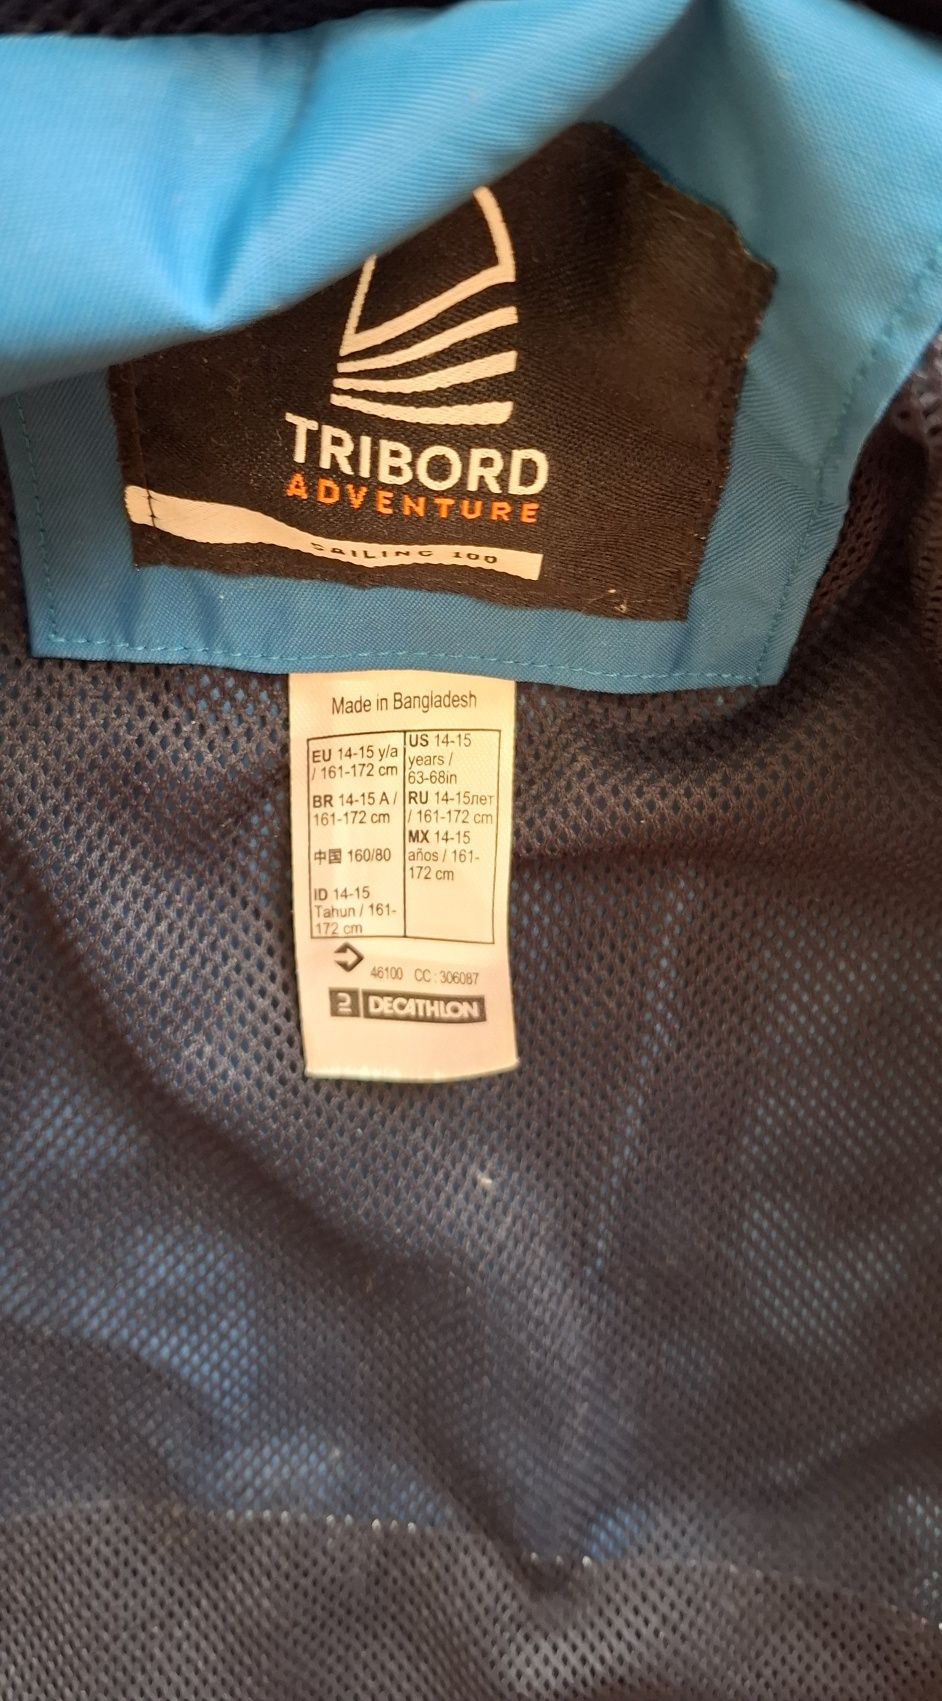 TRIBORD
ADVENTURE
SAILING 100
Made in Bangladesh
EU 14-15 y/a
/ 161-172 cm
BR 14-15 A /
161-172 cm
中国 160/80
ID 14-15
Tahun / 161-
172 cm
US 14-15
years /
63-68in
RU 14-15лет
/ 161-172 cm
MX 14-15
años / 161-
172 cm
46100 CC : 306087
DECATHLON